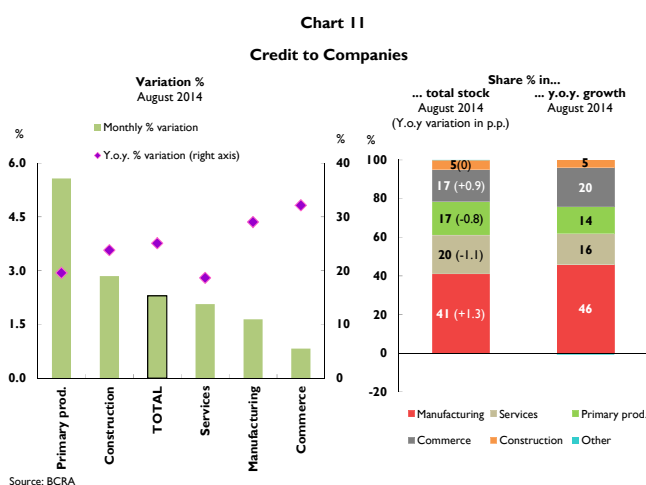 Chart 11
Credit to Companies
Variation %
August 2014
Monthly % variation
Y.o.y. % variation (right axis)
%
%
6.0
4.5
3.0
1.5
0.0
40
30
20
10
0
Primary prod.
Construction
TOTAL
Services
Manufacturing
Commerce
Source: BCRA
Share % in...
... total stock
August 2014
(Y.o.y variation in p.p.)
... y.o.y. growth
August 2014
%
100
80
60
40
20
0
-20
5(0)
17 (+0.9)
17 (-0.8)
20 (-1.1)
41 (+1.3)
5
20
14
16
46
Manufacturing
Services
Primary prod.
Commerce
Construction
Other